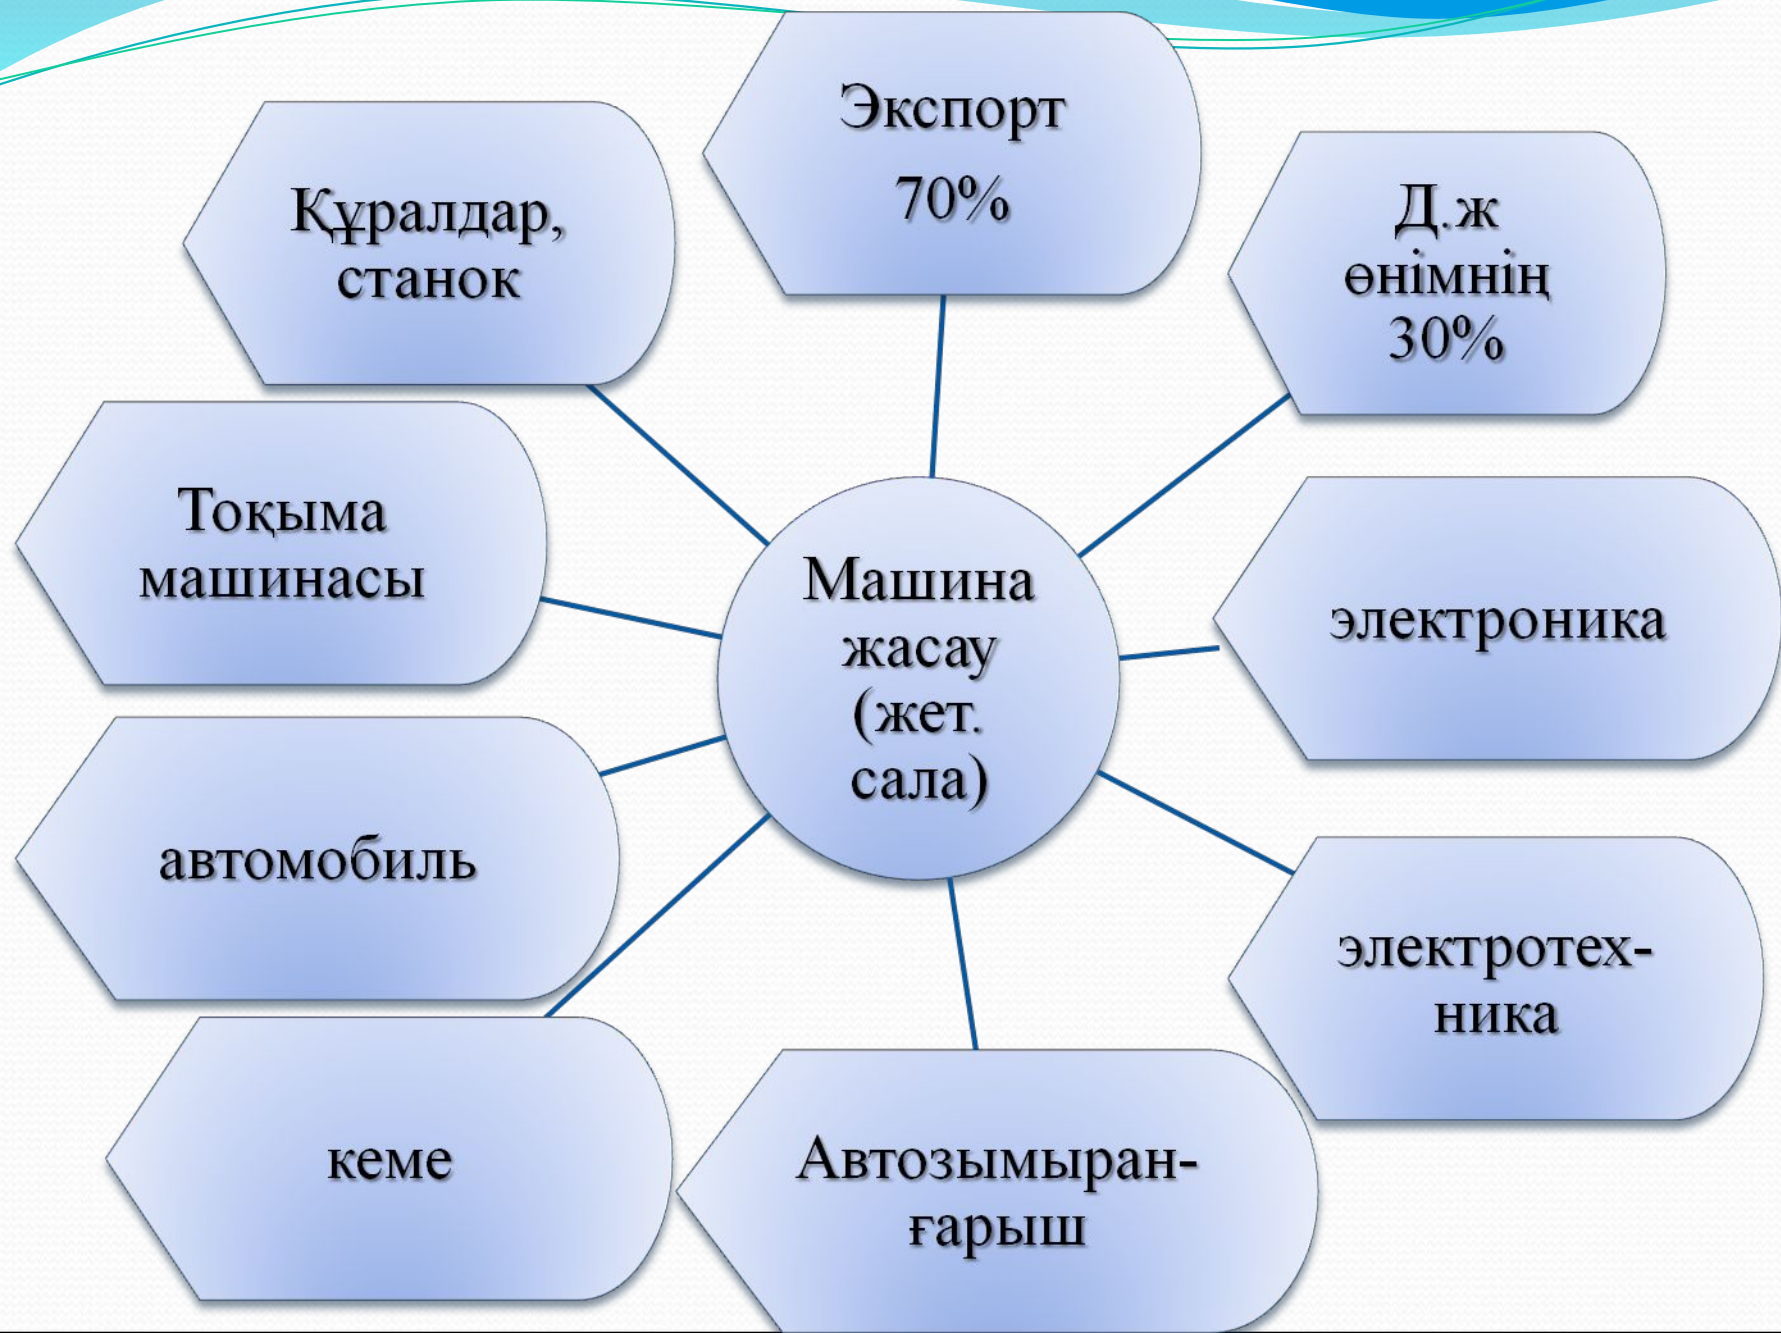 Экспорт
70%
Д.ж
өнімнің
30%
электроника
электротех-
ника
Автозымыран-
ғарыш
кеме
автомобиль
Тоқыма
машинасы
Құралдар,
станок
Машина
жасау
(жет.
сала)